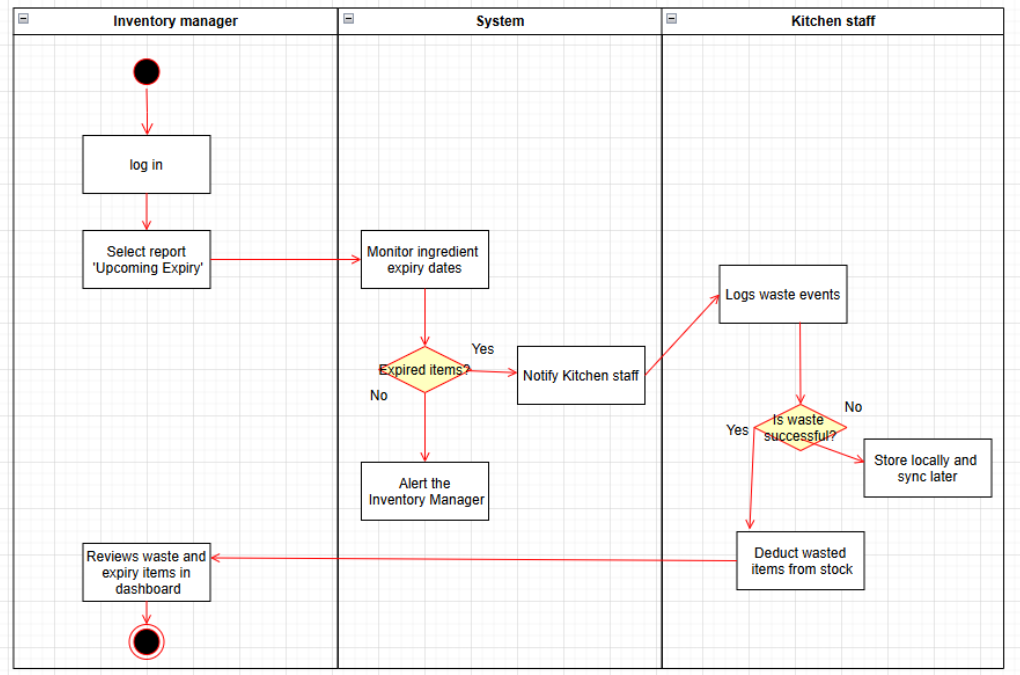 Inventory manager
System
Kitchen staff
log in
Select report
'Upcoming Expiry'
Monitor ingredient
expiry dates
Logs waste events
Expired items?
Yes
No
Notify Kitchen staff
Is waste
successful?
No
Yes
Store locally and
sync later
Alert the
Inventory Manager
Deduct wasted
items from stock
Reviews waste and
expiry items in
dashboard